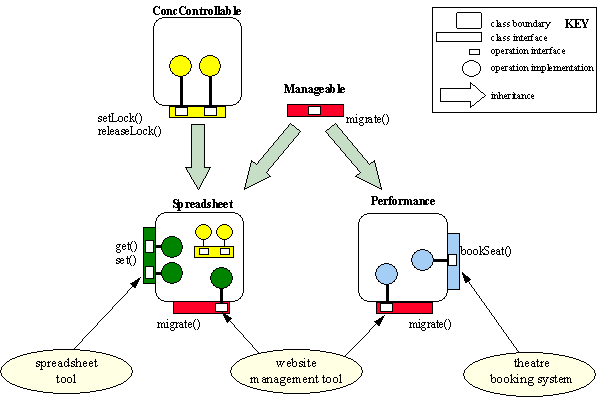 ConcControllable
class boundary KEY
class interface
operation interface
operation implementation
inheritance
Manageable
setLock()
releaseLock()
migrate()
Spreadsheet
Performance
get()
set()
bookSeat()
migrate()
migrate()
spreadsheet
tool
website
management tool
theatre
booking system